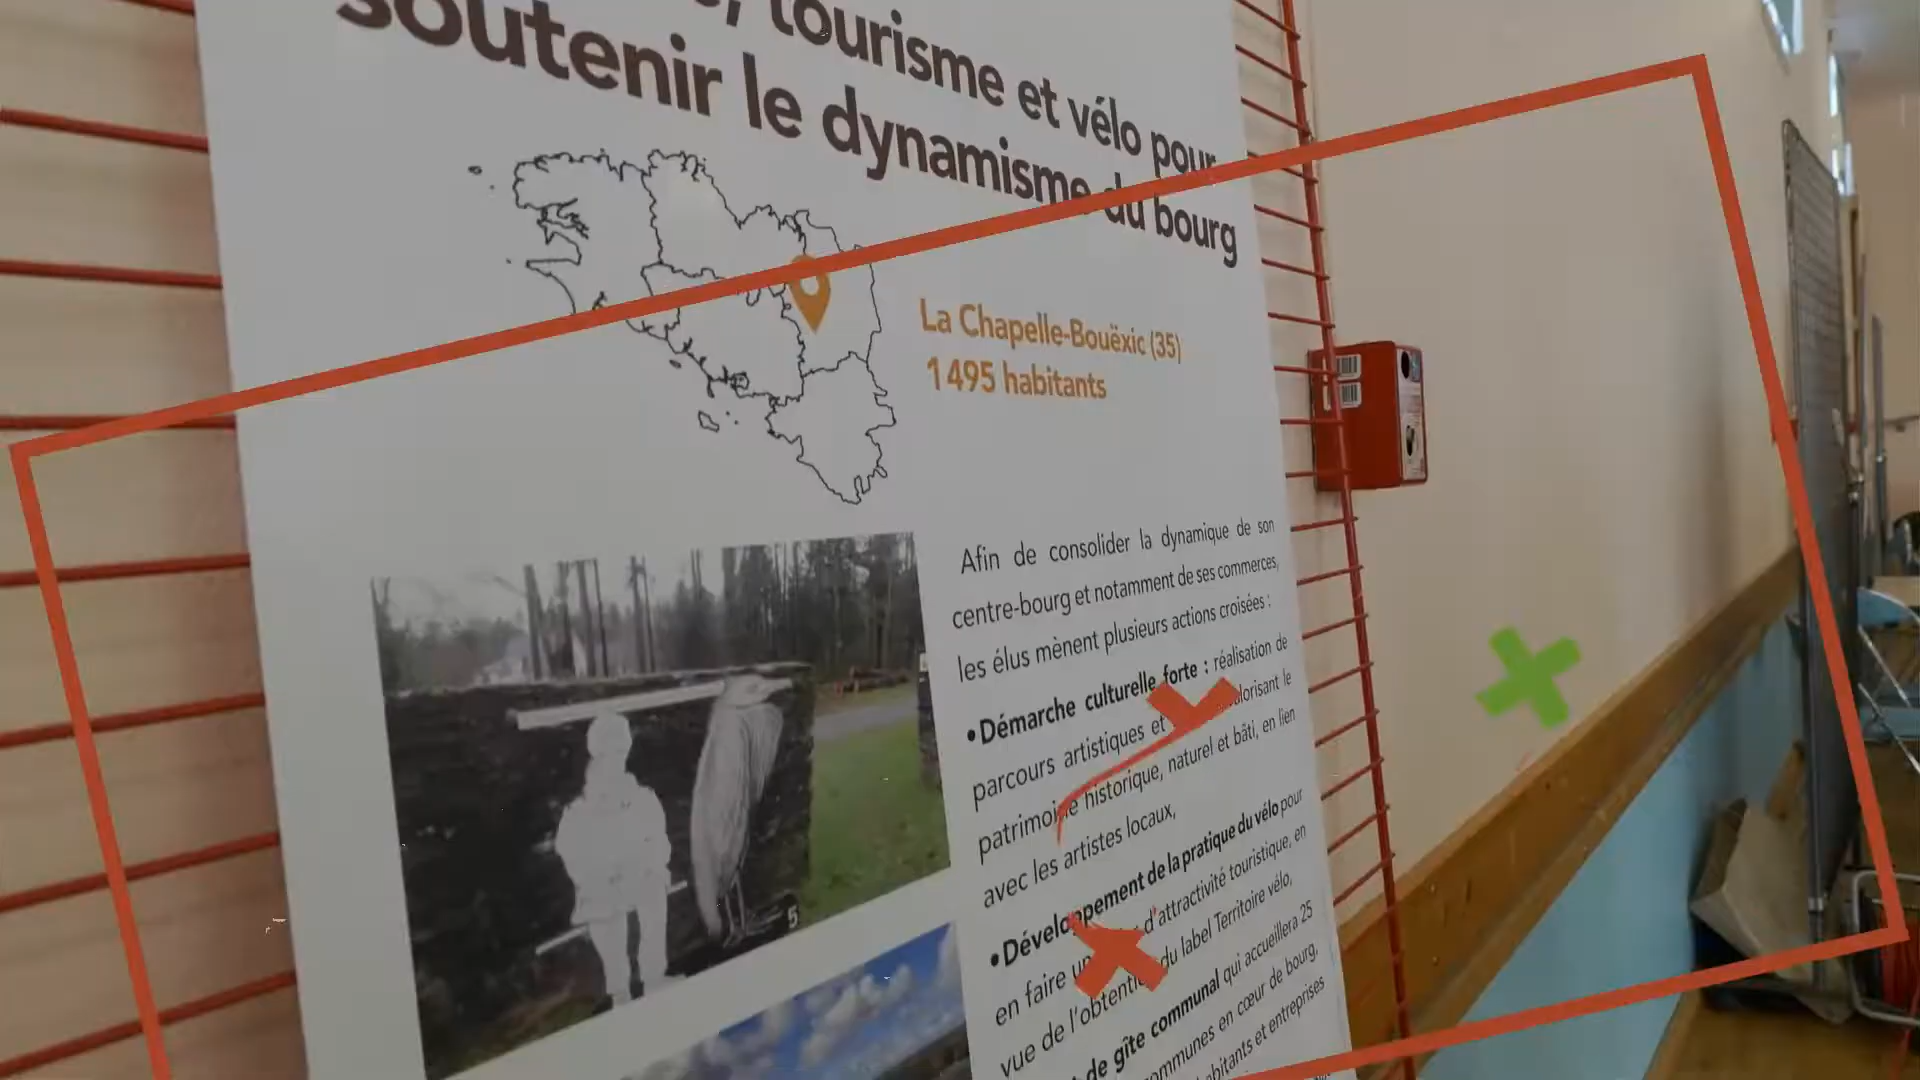 tourisme et vélo pour
soutenir le dynamisme du bourg
La Chapelle-Bouëxic (35)
1 495 habitants
Afin de consolider la dynamique de son
centre-bourg et notamment de ses commerces,
les élus mènent plusieurs actions croisées :
• Démarche culturelle forte : réalisation de
parcours artistiques et valorisant le
patrimoine historique, naturel et bâti, en lien
avec les artistes locaux,
• Développement de la pratique du vélo pour
en faire un d'attractivité touristique, en
vue de l'obtention du label Territoire vélo,
de gîte communal qui accueillera 25
communes en cœur de bourg,
habitants et entreprises
5